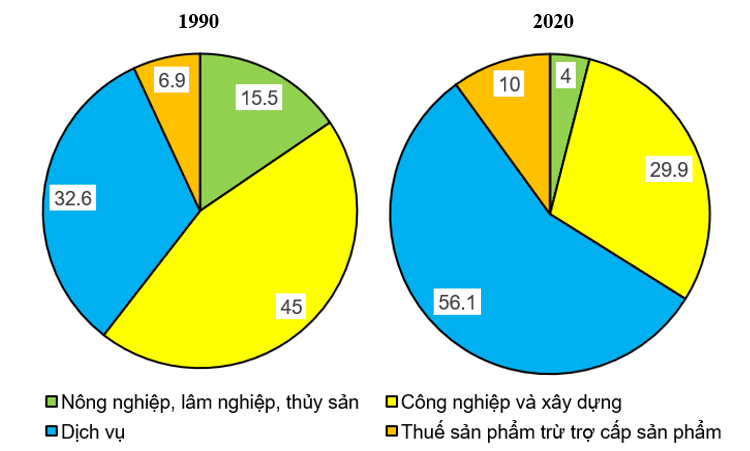 1990 2020
6.9 15.5 4
10
29.9
32.6
56.1
45
Nông nghiệp, lâm nghiệp, thủy sản Công nghiệp và xây dựng
Dịch vụ Thuế sản phẩm trừ trợ cấp sản phẩm